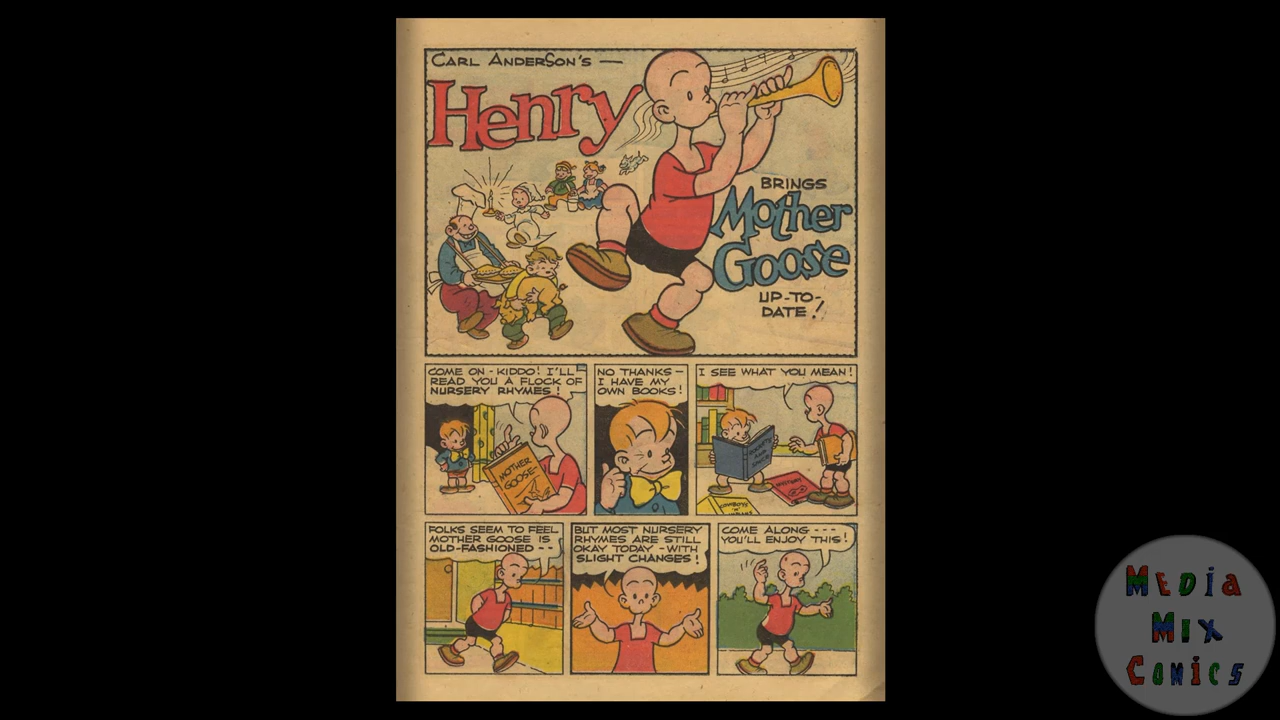 CARL ANDERSON'S —
Henry
BRINGS
Mother
Goose
UP-TO-
DATE!
COME ON - KIDDO! I'LL
READ YOU A FLOCK OF
NURSERY RHYMES!
MOTHER
GOOSE
NO THANKS —
I HAVE MY
OWN BOOKS!
I SEE WHAT YOU MEAN!
MYSTERY
COWBOYS
FOLKS SEEM TO FEEL
MOTHER GOOSE IS
OLD-FASHIONED --
BUT MOST NURSERY
RHYMES ARE STILL
OKAY TODAY - WITH
SLIGHT CHANGES!
COME ALONG ---
YOU'LL ENJOY THIS!
MEDIA
MIX
COMICS